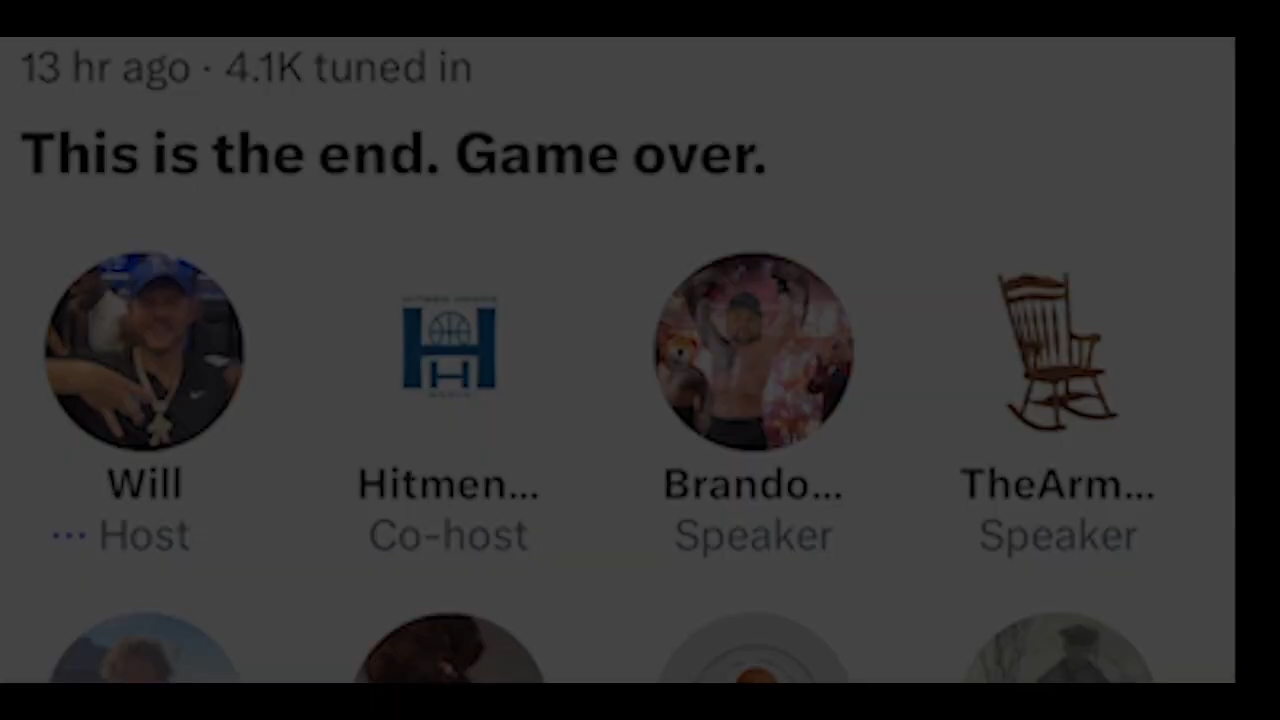 13 hr ago · 4.1K tuned in
This is the end. Game over.
Will
Hitmen...
Brando...
TheArm...
... Host
Co-host
Speaker
Speaker